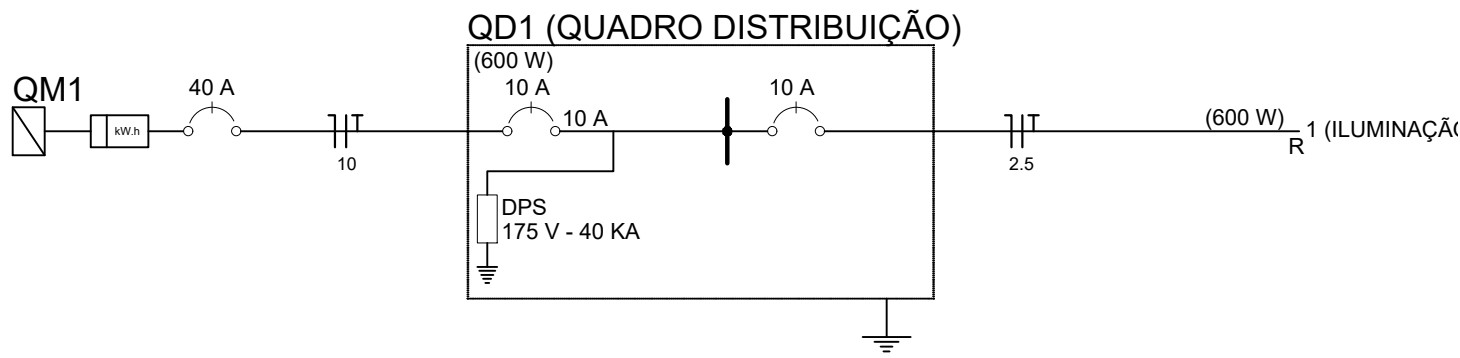 QD1 (QUADRO DISTRIBUIÇÃO)
(600 W)
QM1
40 A
10 A
10 A
10 A
kW.h
(600 W)
1 (ILUMINAÇÃO
R
10
2.5
DPS
175 V - 40 KA